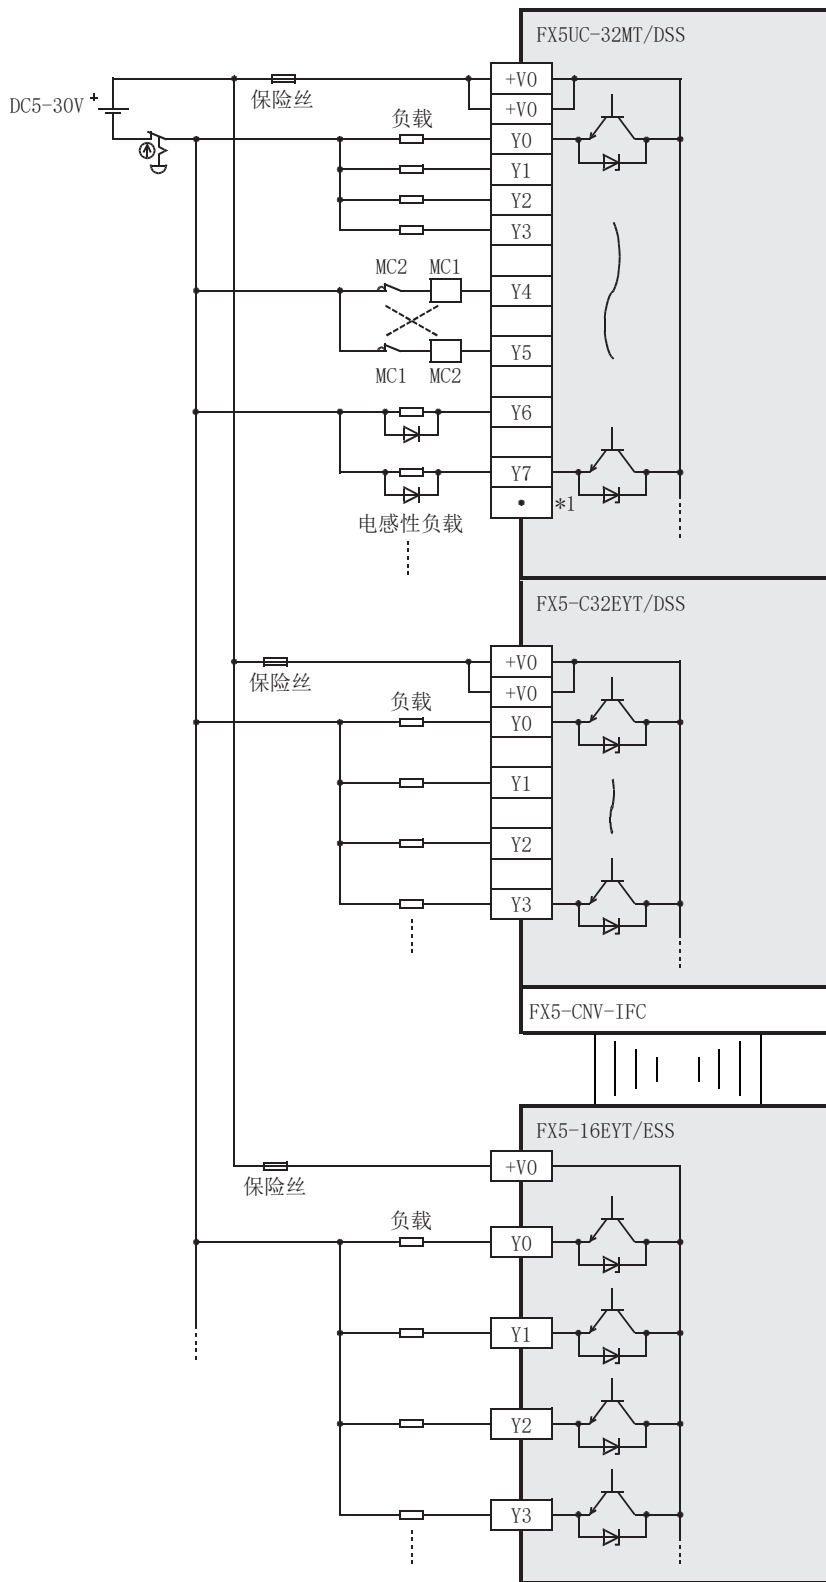 FX5UC-32MT/DSS
+V0
DC5-30V
+
保险丝
+V0
负载
Y0
Y1
Y2
Y3
MC2 MC1
Y4
Y5
MC1 MC2
Y6
Y7
*1
电感性负载
FX5-C32EYT/DSS
+V0
保险丝
+V0
负载
Y0
Y1
Y2
Y3
FX5-CNV-IFC
FX5-16EYT/ESS
+V0
保险丝
负载
Y0
Y1
Y2
Y3